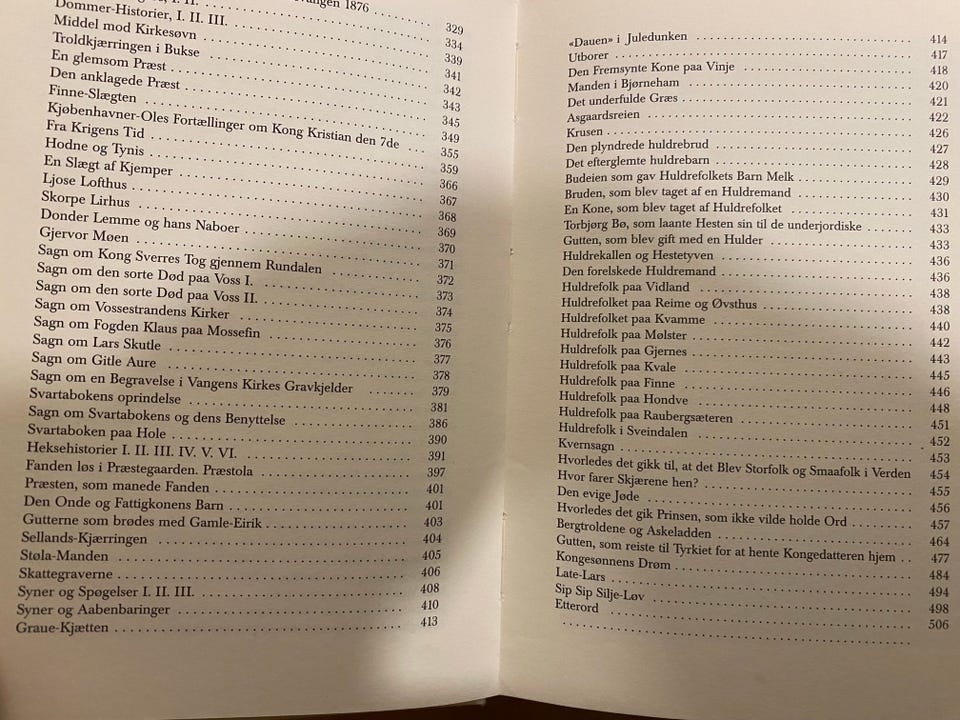 329
vangen 1876 334
Dommer-Historier, I. II. III. 339
Middel mod Kirkesøvn 341
Troldkjærringen i Bukse 342
En glemsom Præst 343
Den anklagede Præst 345
Finne-Slægten 349
Kjøbenhavner-Oles Fortællinger om Kong Kristian den 7de 355
Fra Krigens Tid 359
Hodne og Tynis 366
En Slægt af Kjemper 367
Ljose Lofthus 368
Skorpe Lirhus 369
Donder Lemme og hans Naboer 370
Gjervor Møen 371
Sagn om Kong Sverres Tog gjennem Rundalen 372
Sagn om den sorte Død paa Voss I. 373
Sagn om den sorte Død paa Voss II. 374
Sagn om Vossestrandens Kirker 375
Sagn om Fogden Klaus paa Mossefin 376
Sagn om Lars Skutle 377
Sagn om Gitle Aure 378
Sagn om en Begravelse i Vangens Kirkes Gravkjelder 379
Svartabokens oprindelse 381
Sagn om Svartabokens og dens Benyttelse 386
Svartaboken paa Hole 390
Heksehistorier I. II. III. IV. V. VI. 391
Fanden løs i Præstegaarden. Præstola 397
Præsten, som manede Fanden 401
Den Onde og Fattigkonens Barn 401
Gutterne som brødes med Gamle-Eirik 403
Sellands-Kjærringen 404
Støla-Manden 405
Skattegraverne 406
Syner og Spøgelser I. II. III. 408
Syner og Aabenbaringer 410
Graue-Kjætten 413
«Dauen» i Juledunken 414
Utborer 417
Den Fremsynte Kone paa Vinje 418
Manden i Bjørneham 420
Det underfulde Græs 421
Asgaardsreien 422
Krusen 426
Den plyndrede huldrebrud 427
Det efterglemte huldrebarn 428
Budeien som gav Huldrefolkets Barn Melk 429
Bruden, som blev taget af en Huldremand 430
En Kone, som blev taget af Huldrefolket 431
Torbjørg Bø, som laante Hesten sin til de underjordiske 433
Gutten, som blev gift med en Hulder 433
Huldrekallen og Hestetyven 436
Den forelskede Huldremand 436
Huldrefolk paa Vidland 438
Huldrefolket paa Reime og Øvsthus 438
Huldrefolket paa Kvamme 440
Huldrefolk paa Mølster 442
Huldrefolk paa Gjernes 443
Huldrefolk paa Kvale 445
Huldrefolk paa Finne 446
Huldrefolk paa Hondve 448
Huldrefolk paa Raubergsæteren 451
Huldrefolk i Sveindalen 452
Kvernsagn 453
Hvorledes det gikk til, at det Blev Storfolk og Smaafolk i Verden 454
Hvor farer Skjærene hen? 455
Den evige Jøde 456
Hvorledes det gik Prinsen, som ikke vilde holde Ord 457
Bergtroldene og Askeladden 464
Gutten, som reiste til Tyrkiet for at hente Kongedatteren hjem 477
Kongesønnens Drøm 484
Late-Lars 494
Sip Sip Silje-Løv 498
Etterord 506